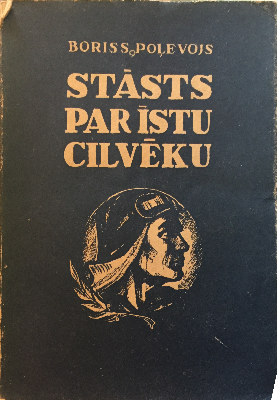 BORISS POĻEVOJS
STĀSTS
PAR ĪSTU
CILVĒKU